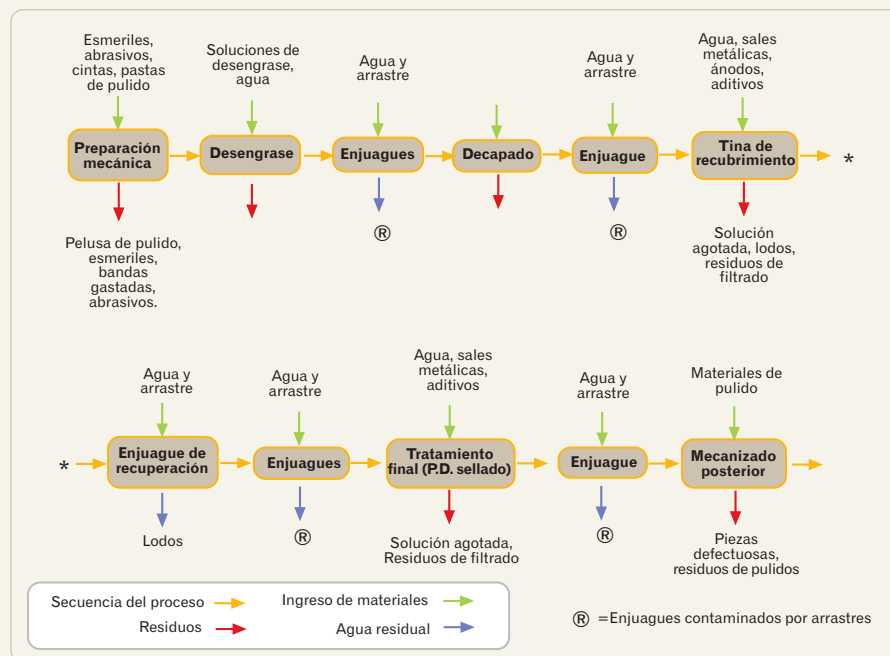 Esmeriles,
abrasivos,
cintas, pastas
de pulido
Soluciones de
desengrase,
agua
Agua y
arrastre
Agua y
arrastre
Agua, sales
metálicas,
ánodos,
aditivos
Preparación
mecánica
Desengrase
Enjuagues
Decapado
Enjuague
Tina de
recubrimiento
*
Pelusa de pulido,
esmeriles,
bandas
gastadas,
abrasivos.
®
®
Solución
agotada, lodos,
residuos de
filtrado
Agua y
arrastre
Agua y
arrastre
Agua, sales
metálicas,
aditivos
Agua y
arrastre
Materiales de
pulido
*
Enjuague de
recuperación
Enjuagues
Tratamiento
final (P.D. sellado)
Enjuague
Mecanizado
posterior
Lodos
®
Solución agotada,
Residuos de filtrado
®
Piezas
defectuosas,
residuos de pulidos
Secuencia del proceso
Ingreso de materiales
Residuos
Agua residual
® =Enjuagues contaminados por arrastres